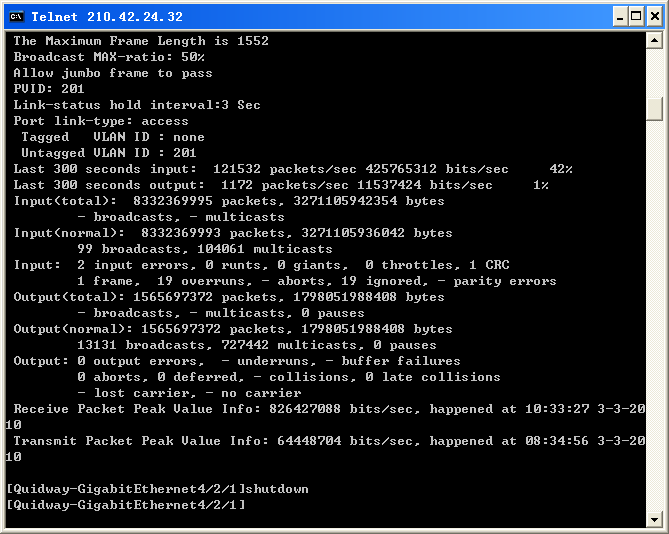 Telnet 210.42.24.32
The Maximum Frame Length is 1552
Broadcast MAX-ratio: 50%
Allow jumbo frame to pass
PVID: 201
Link-status hold interval:3 Sec
Port link-type: access
Tagged   VLAN ID : none
Untagged VLAN ID : 201
Last 300 seconds input:  121532 packets/sec 425765312 bits/sec     42%
Last 300 seconds output:  1172 packets/sec 11537424 bits/sec     1%
Input(total):  8332369995 packets, 3271105942354 bytes
- broadcasts, - multicasts
Input(normal):  8332369993 packets, 3271105936042 bytes
99 broadcasts, 104061 multicasts
Input:  2 input errors, 0 runts, 0 giants,  0 throttles, 1 CRC
1 frame,  19 overruns, - aborts, 19 ignored, - parity errors
Output(total): 1565697372 packets, 1798051988408 bytes
- broadcasts, - multicasts, 0 pauses
Output(normal): 1565697372 packets, 1798051988408 bytes
13131 broadcasts, 727442 multicasts, 0 pauses
Output: 0 output errors,  - underruns, - buffer failures
0 aborts, 0 deferred, - collisions, 0 late collisions
- lost carrier, - no carrier
Receive Packet Peak Value Info: 826427088 bits/sec, happened at 10:33:27 3-3-20
10
Transmit Packet Peak Value Info: 64448704 bits/sec, happened at 08:34:56 3-3-20
10
[Quidway-GigabitEthernet4/2/1]shutdown
[Quidway-GigabitEthernet4/2/1]